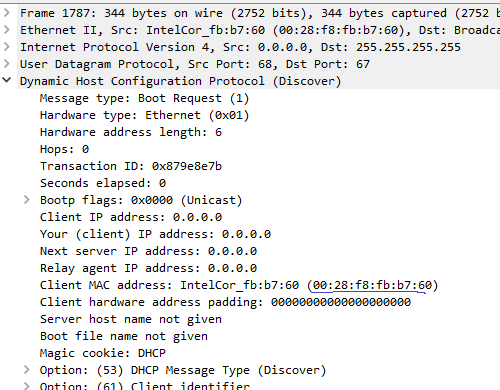 Frame 1787: 344 bytes on wire (2752 bits), 344 bytes captured (2752 b
Ethernet II, Src: IntelCor_fb:b7:60 (00:28:f8:fb:b7:60), Dst: Broadca
Internet Protocol Version 4, Src: 0.0.0.0, Dst: 255.255.255.255
User Datagram Protocol, Src Port: 68, Dst Port: 67
Dynamic Host Configuration Protocol (Discover)
Message type: Boot Request (1)
Hardware type: Ethernet (0x01)
Hardware address length: 6
Hops: 0
Transaction ID: 0x879e8e7b
Seconds elapsed: 0
Bootp flags: 0x0000 (Unicast)
Client IP address: 0.0.0.0
Your (client) IP address: 0.0.0.0
Next server IP address: 0.0.0.0
Relay agent IP address: 0.0.0.0
Client MAC address: IntelCor_fb:b7:60 (00:28:f8:fb:b7:60)
Client hardware address padding: 00000000000000000000
Server host name not given
Boot file name not given
Magic cookie: DHCP
Option: (53) DHCP Message Type (Discover)
Option: (61) Client identifier